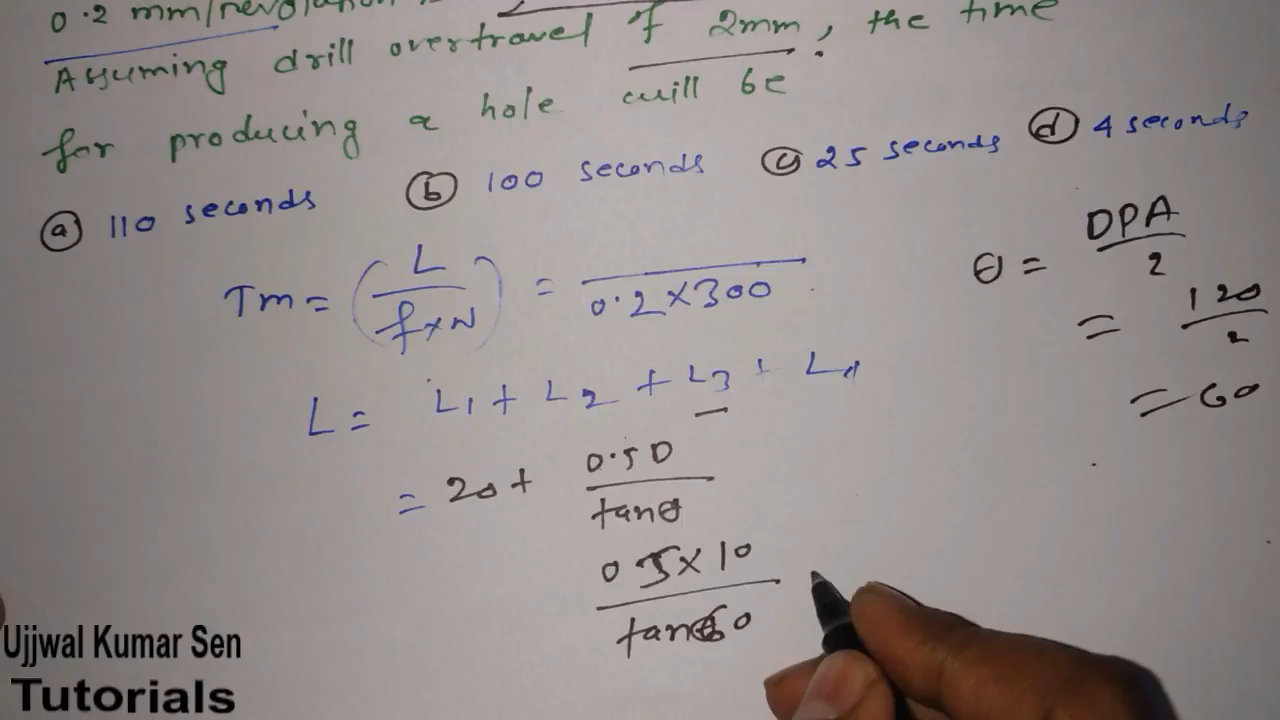 0.2 mm/revolution
Assuming drill overtravel of 2mm, the time
for producing a hole will be
(a) 110 seconds (b) 100 seconds (c) 25 seconds (d) 4 seconds
Tm = (L / f×N) = / 0.2×300
θ = DPA / 2
= 120 / 2
= 60
L = L1 + L2 + L3 + L4
= 20 + 0.5D / tanθ
0.5×10 / tan60
Ujjwal Kumar Sen
Tutorials